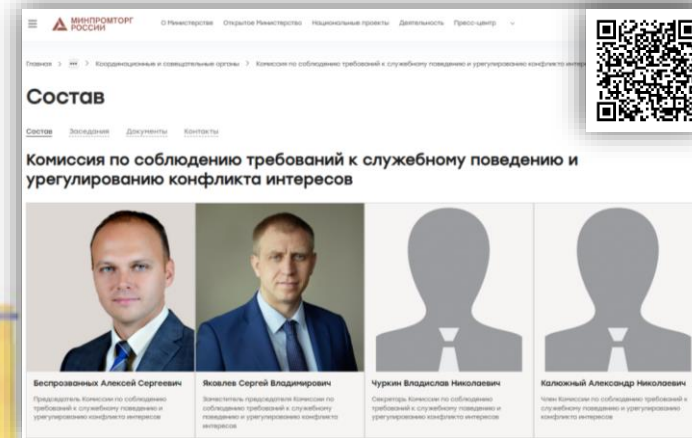 МИНПРОМТОРГ
РОССИИ
О Министерстве Открытое Министерство Национальные проекты Деятельность Пресс-центр
Главная > ••• > Координационные и совещательные органы > Комиссия по соблюдению требований к служебному поведению и урегулированию конфликта
Состав
Состав Заседания Документы Контакты
Комиссия по соблюдению требований к служебному поведению и
урегулированию конфликта интересов
Беспрозванных Алексей Сергеевич
Председатель Комиссии по соблюдению
требований к служебному поведению и
урегулированию конфликта интересов
Яковлев Сергей Владимирович
Заместитель председателя Комиссии по
соблюдению требований к служебному
поведению и урегулированию конфликта
интересов
Чуркин Владислав Николаевич
Секретарь Комиссии по соблюдению
требований к служебному поведению и
урегулированию конфликта интересов
Калюжный Александр Николаевич
Член Комиссии по соблюдению требований к
служебному поведению и урегулированию
конфликта интересов